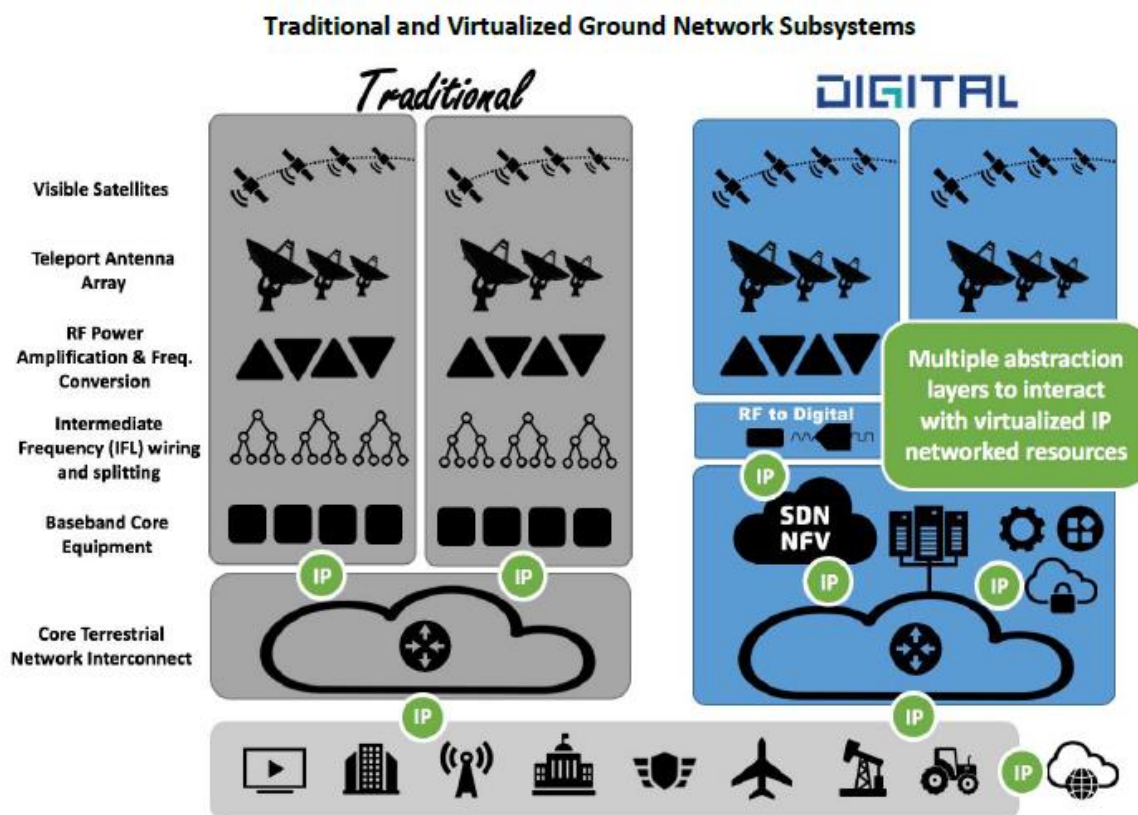 Traditional and Virtualized Ground Network Subsystems
Traditional
DIGITAL
Visible Satellites
Teleport Antenna
Array
RF Power
Amplification & Freq.
Conversion
Intermediate
Frequency (IFL) wiring
and splitting
Baseband Core
Equipment
Core Terrestrial
Network Interconnect
IP
IP
IP
RF to Digital
Multiple abstraction
layers to interact
with virtualized IP
networked resources
IP
SDN
NFV
IP
IP
IP
IP